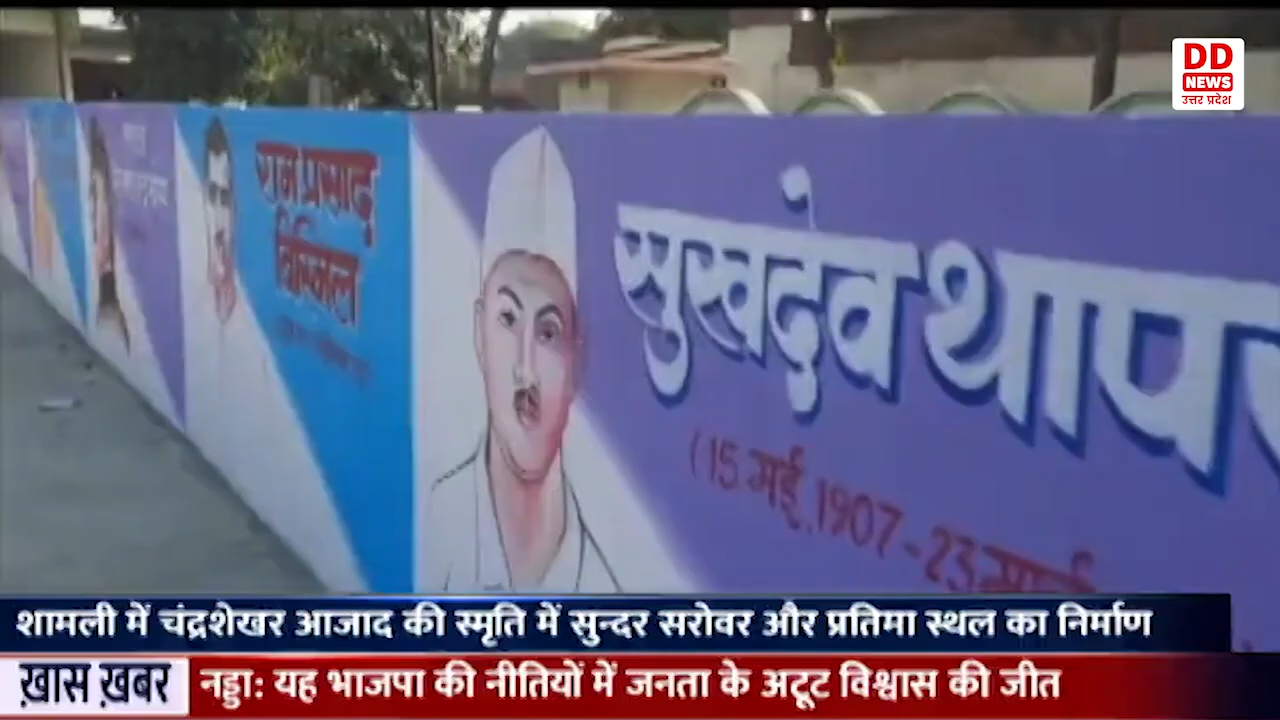 DD
NEWS
उत्तर प्रदेश
राम प्रसाद
बिस्मिल
सुखदेव थापर
(15 मई, 1907 - 23 मार्च
शामली में चंद्रशेखर आजाद की स्मृति में सुन्दर सरोवर और प्रतिमा स्थल का निर्माण
ख़ास ख़बर
नड्डा: यह भाजपा की नीतियों में जनता के अटूट विश्वास की जीत